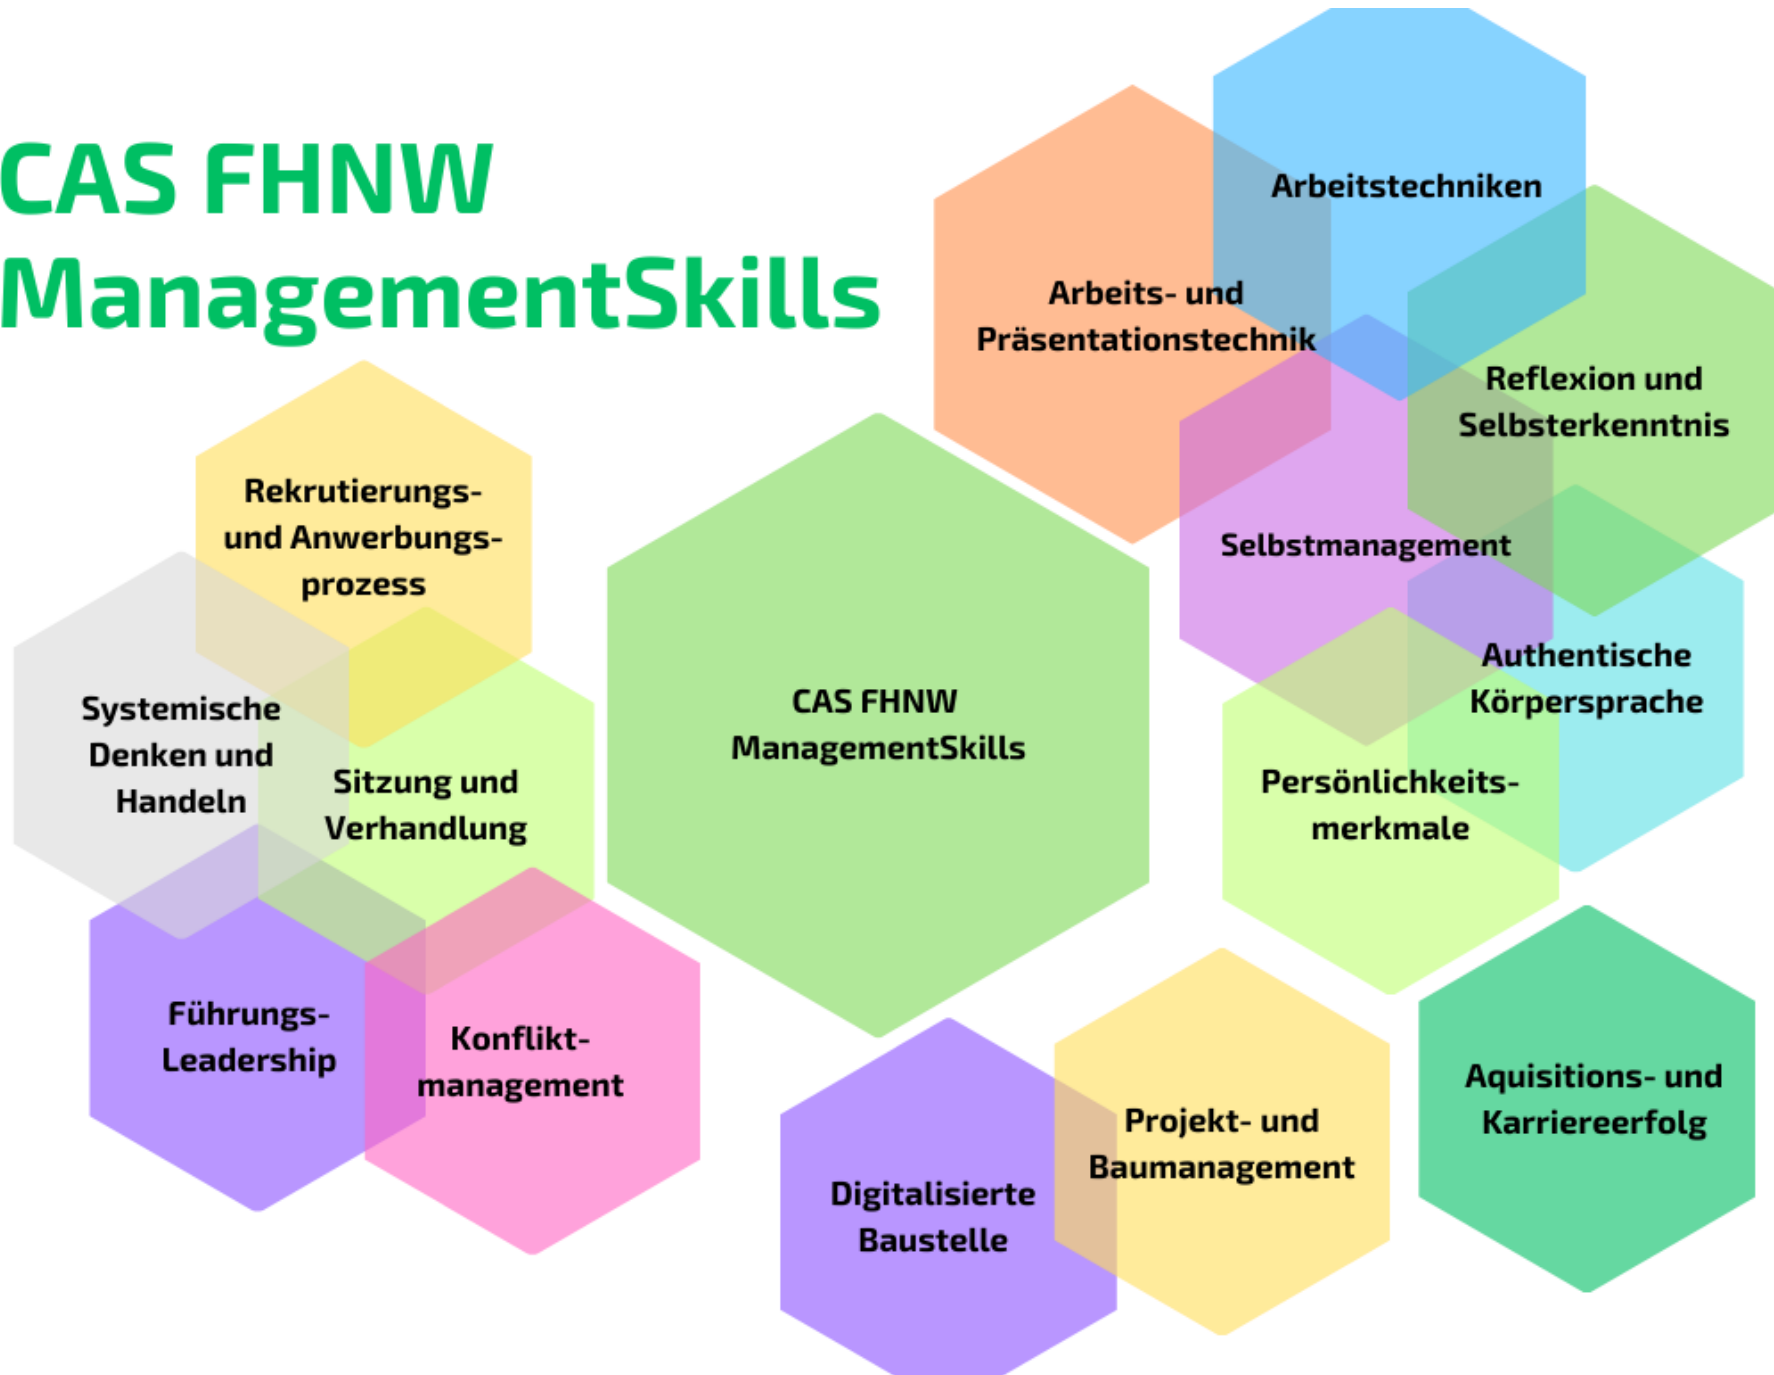 CAS FHNW
ManagementSkills
Arbeitstechniken
Arbeits- und
Präsentationstechnik
Reflexion und
Selbsterkenntnis
Selbstmanagement
Authentische
Körpersprache
Persönlichkeits-
merkmale
Rekrutierungs-
und Anwerbungs-
prozess
Systemische
Denken und
Handeln
Sitzung und
Verhandlung
Führungs-
Leadership
Konflikt-
management
CAS FHNW
ManagementSkills
Digitalisierte
Baustelle
Projekt- und
Baumanagement
Aquisitions- und
Karriereerfolg